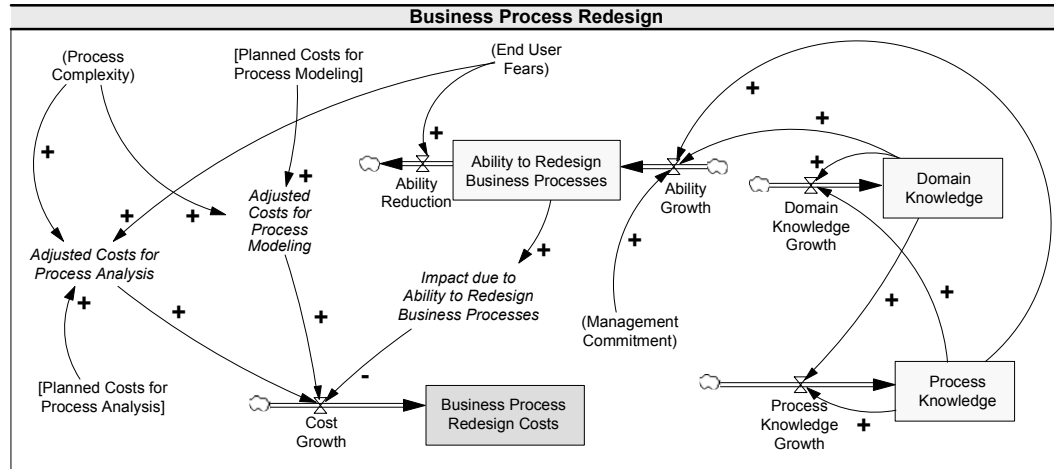 Business Process Redesign
(Process
Complexity)
[Planned Costs for
Process Modeling]
(End User
Fears)
+
+
+
+
Ability to Redesign
Business Processes
Ability
Reduction
Ability
Growth
+
Domain
Knowledge
Domain
Knowledge
Growth
+
+
+
Adjusted Costs for
Process
Modeling
Adjusted Costs for
Process Analysis
+
+
Impact due to
Ability to Redesign
Business Processes
+
(Management
Commitment)
+
+
+
+
[Planned Costs for
Process Analysis]
-
Cost
Growth
Business Process
Redesign Costs
Process
Knowledge
Growth
+
Process
Knowledge